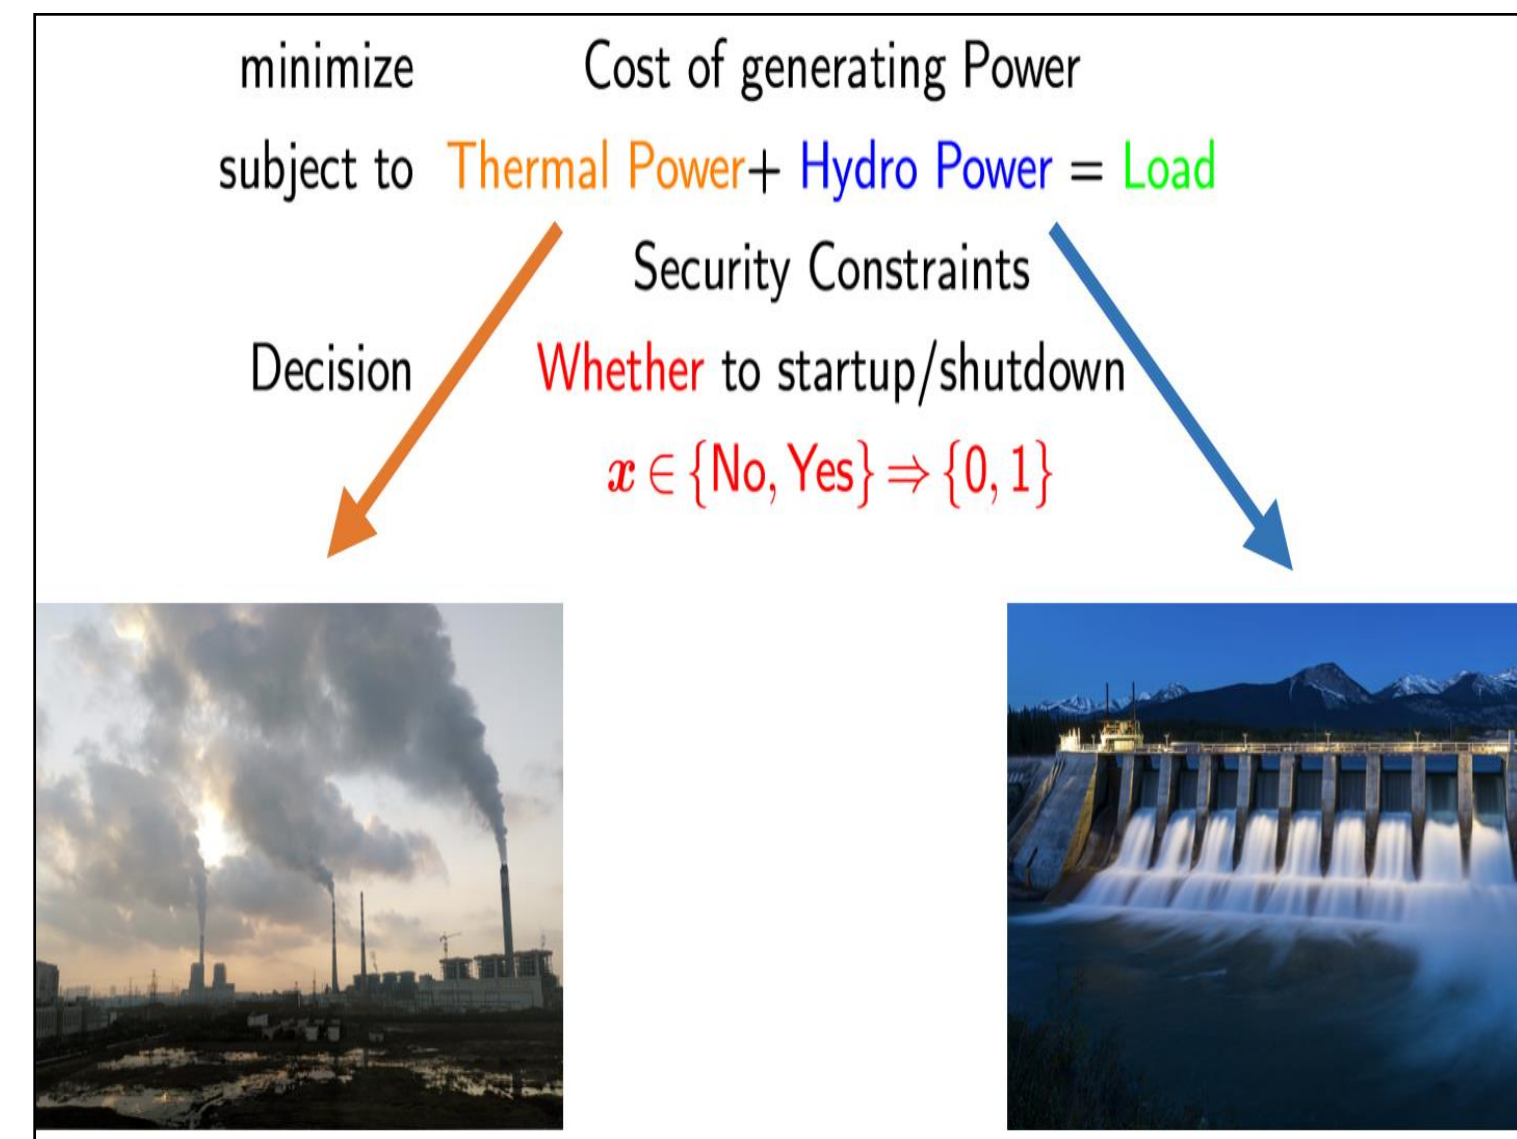 minimize Cost of generating Power
subject to Thermal Power+ Hydro Power = Load
Security Constraints
Decision Whether to startup/shutdown
x ∈ {No, Yes} ⇒ {0, 1}